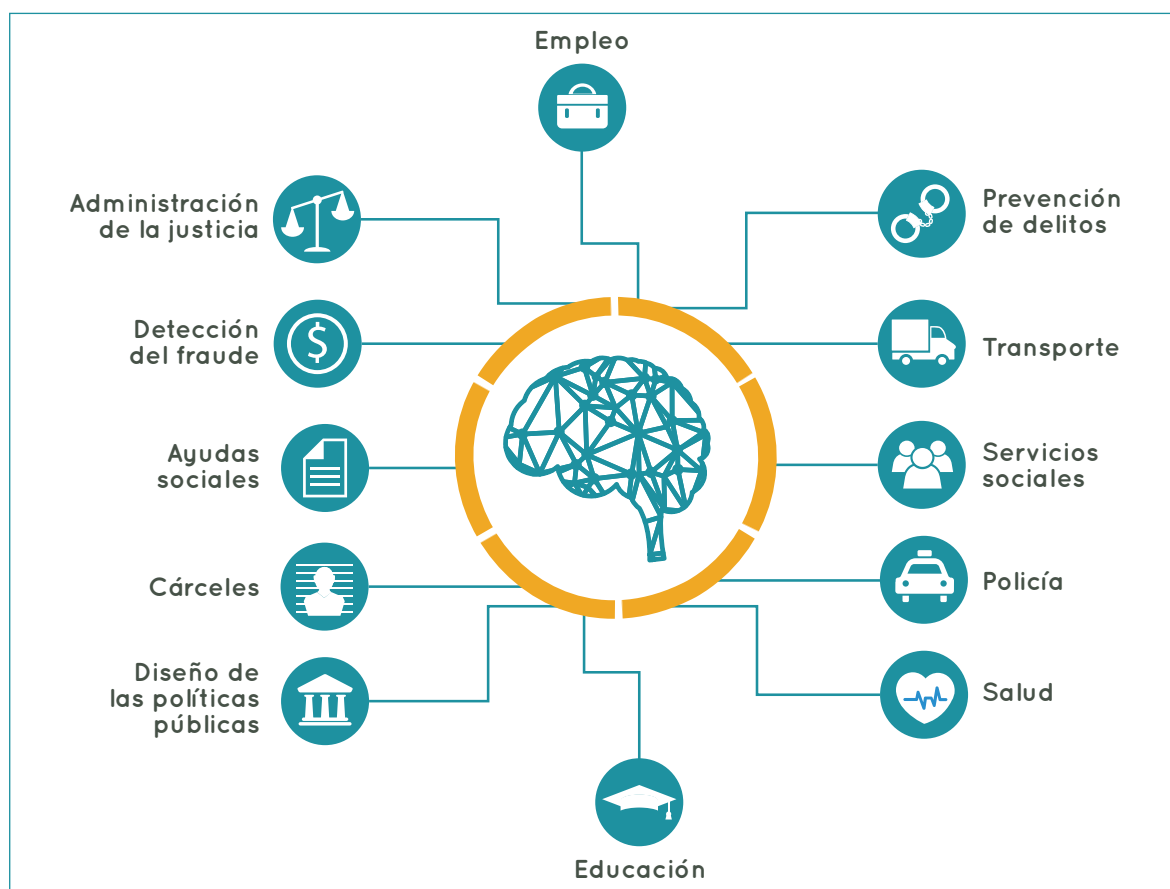 Empleo
Administración
de la justicia
Prevención
de delitos
Detección
del fraude
Transporte
Ayudas
sociales
Servicios
sociales
Cárceles
Policía
Diseño de
las políticas
públicas
Salud
Educación
$